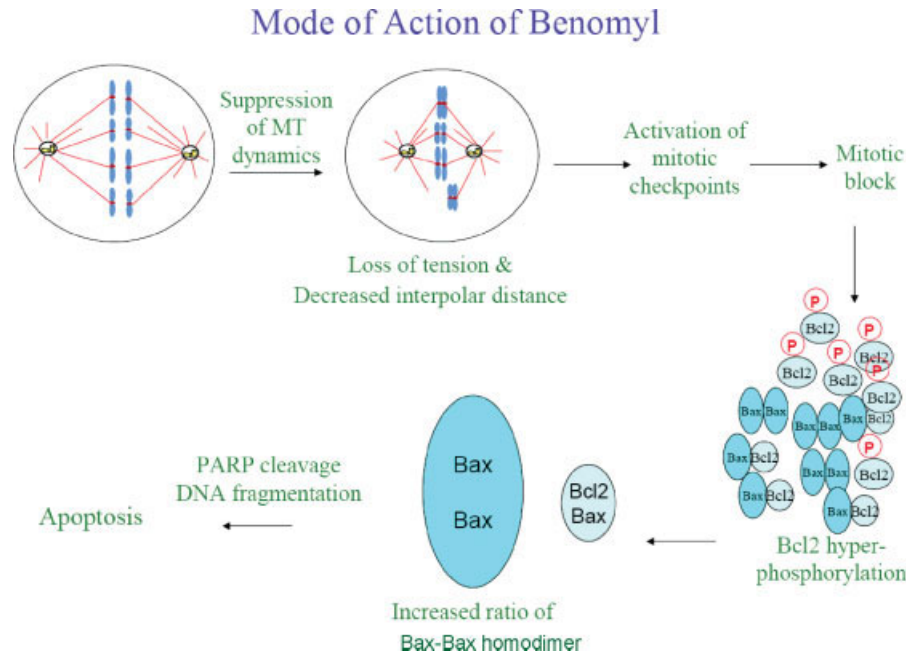 Mode of Action of Benomyl
Suppression
of MT
dynamics
Activation of
mitotic
checkpoints
Mitotic
block
Loss of tension &
Decreased interpolar distance
P
Bcl2
P
P
Bcl2
P
Bcl2
P
Bcl2
Bcl2
Bax Bax
Bax Bax
Bax Bcl2
P
Bax Bcl2
Bax Bax
Bcl2
Bax Bcl2
Bax Bcl2
Bcl2 hyper-
phosphorylation
Bax
Bax
Bcl2
Bax
Increased ratio of
Bax-Bax homodimer
PARP cleavage
DNA fragmentation
Apoptosis